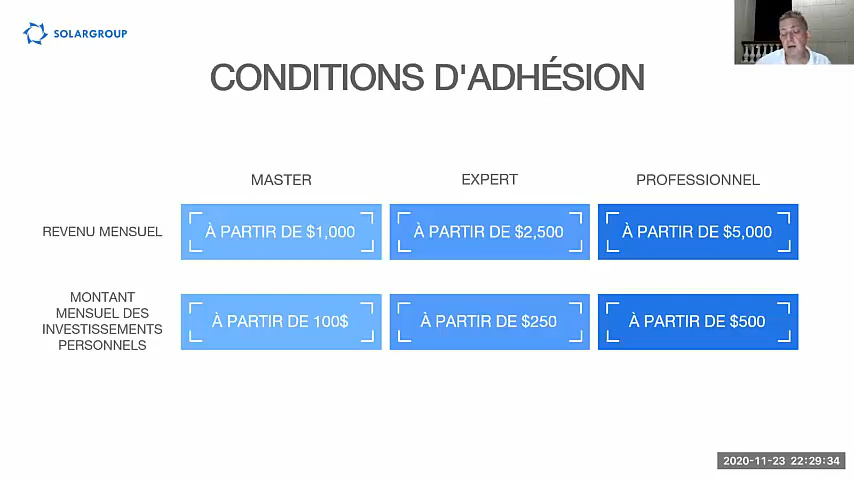 SOLARGROUP
CONDITIONS D'ADHÉSION
MASTER
EXPERT
PROFESSIONNEL
REVENU MENSUEL
À PARTIR DE $1,000
À PARTIR DE $2,500
À PARTIR DE $5,000
MONTANT
MENSUEL DES
INVESTISSEMENTS
PERSONNELS
À PARTIR DE 100$
À PARTIR DE $250
À PARTIR DE $500
2020-11-23 22:29:34